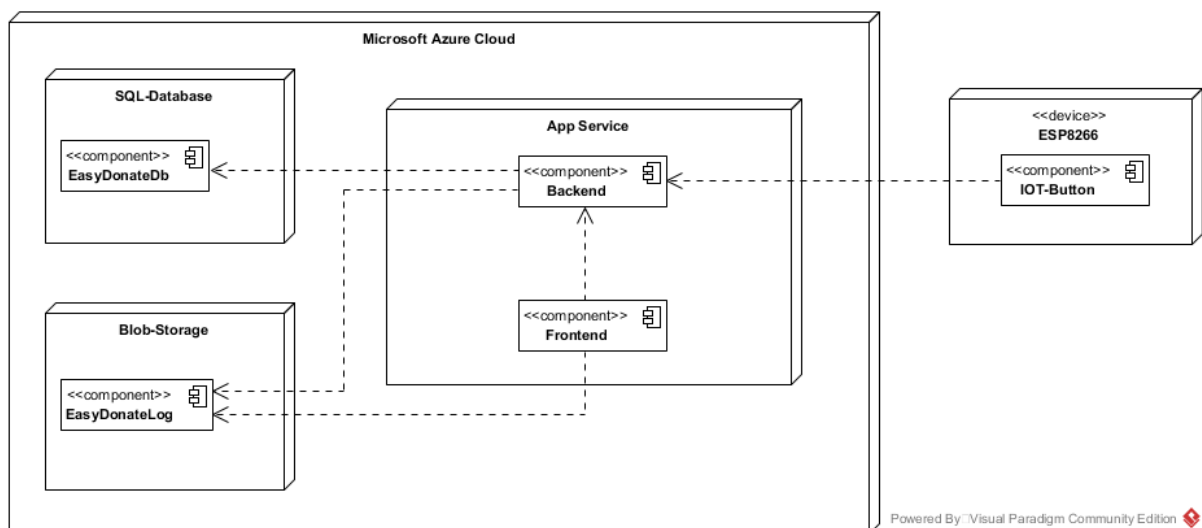 Microsoft Azure Cloud
SQL-Database
<<component>>
EasyDonateDb
App Service
<<component>>
Backend
<<component>>
Frontend
Blob-Storage
<<component>>
EasyDonateLog
<<device>>
ESP8266
<<component>>
IOT-Button
Powered By Visual Paradigm Community Edition